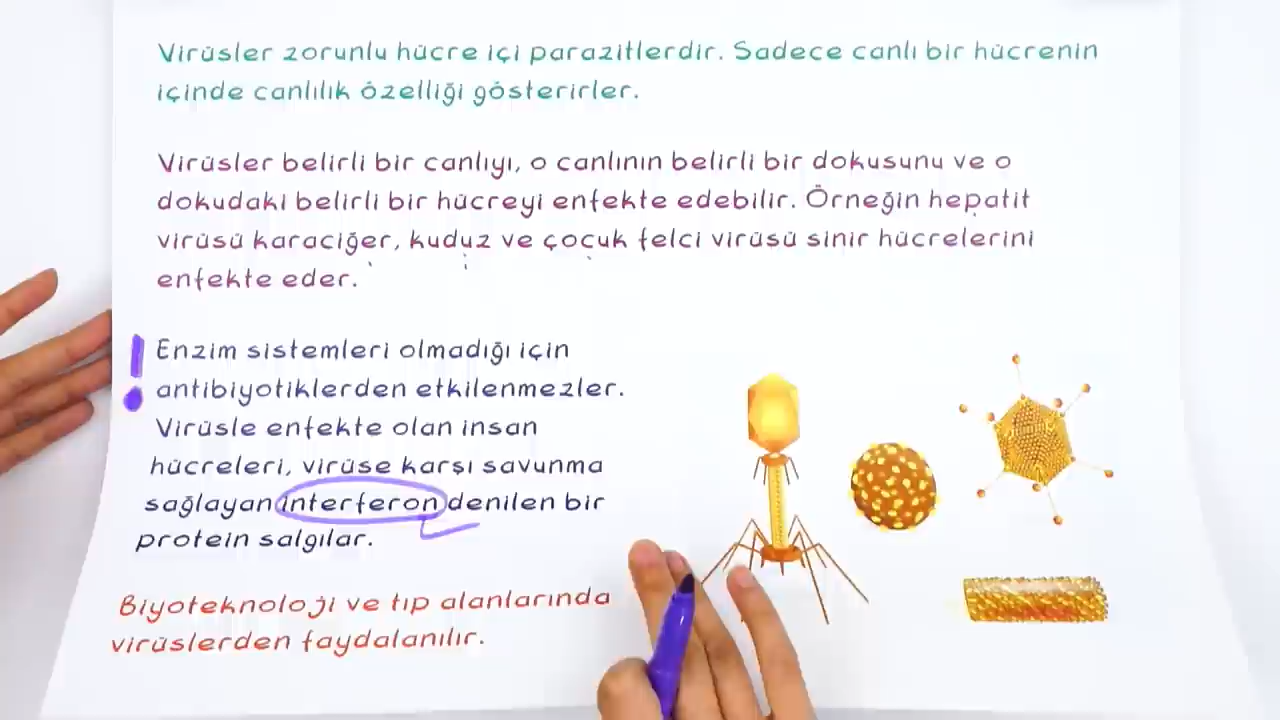 Virüsler zorunlu hücre içi parazitlerdir. Sadece canlı bir hücrenin
içinde canlılık özelliği gösterirler.
Virüsler belirli bir canlıyı, o canlının belirli bir dokusunu ve o
dokudaki belirli bir hücreyi enfekte edebilir. Örneğin hepatit
virüsü karaciğer, kuduz ve çocuk felci virüsü sinir hücrelerini
enfekte eder.
! Enzim sistemleri olmadığı için
antibiyotiklerden etkilenmezler.
Virüsle enfekte olan insan
hücreleri, virüse karşı savunma
sağlayan interferon denilen bir
protein salgılar.
Biyoteknoloji ve tıp alanlarında
virüslerden faydalanılır.